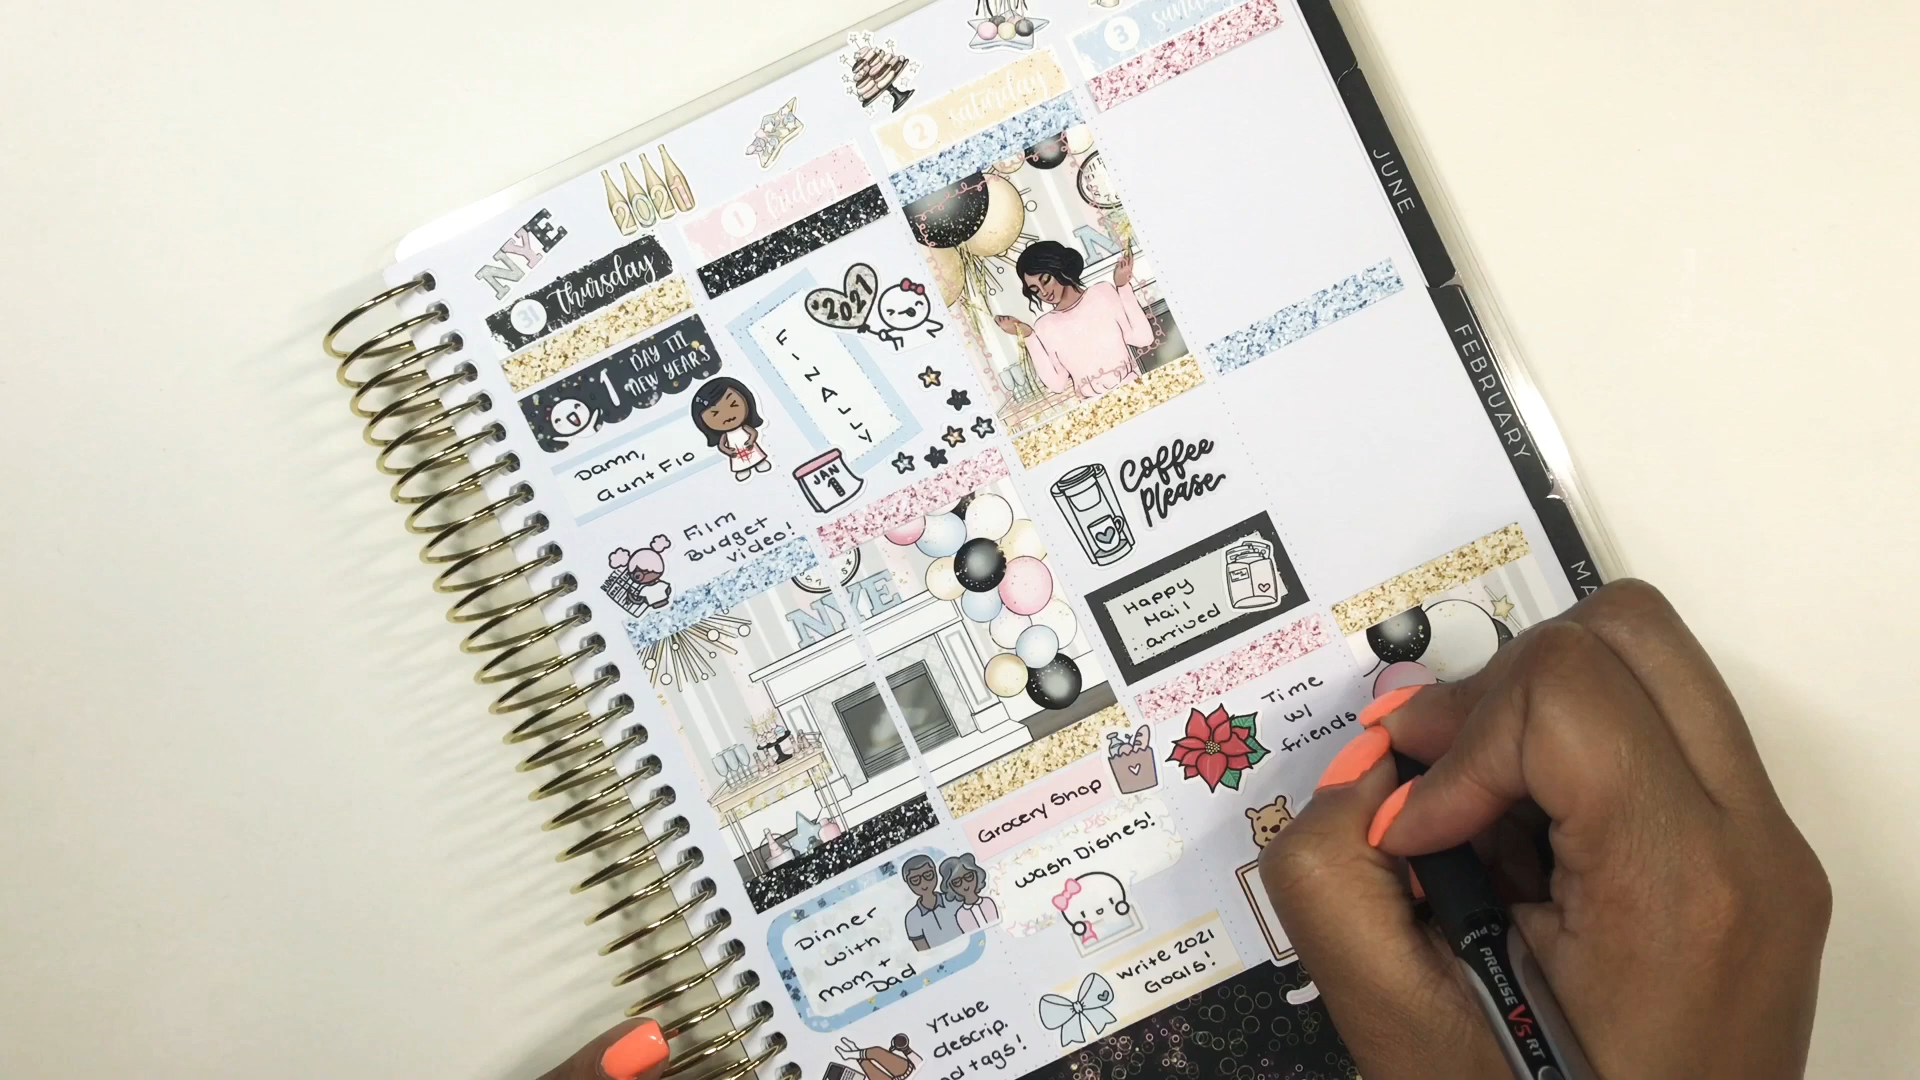 NYE
2021
31 Thursday
1 friday
2 saturday
3 sunday
1 DAY TIL
NEW YEAR'S
Damn,
aunt Flo
Film
Budget
video!
NYE
Dinner
with
mom +
Dad
YTube
descrip.
tags!
2021
FINALLY
JAN
1
Grocery Shop
Wash Dishes!
Write 2021
Goals!
Coffee
Please
Happy
Mail
arrived
Time
w/
friends
JUNE
FEBRUARY
PILOT
PRECISE V5 RT